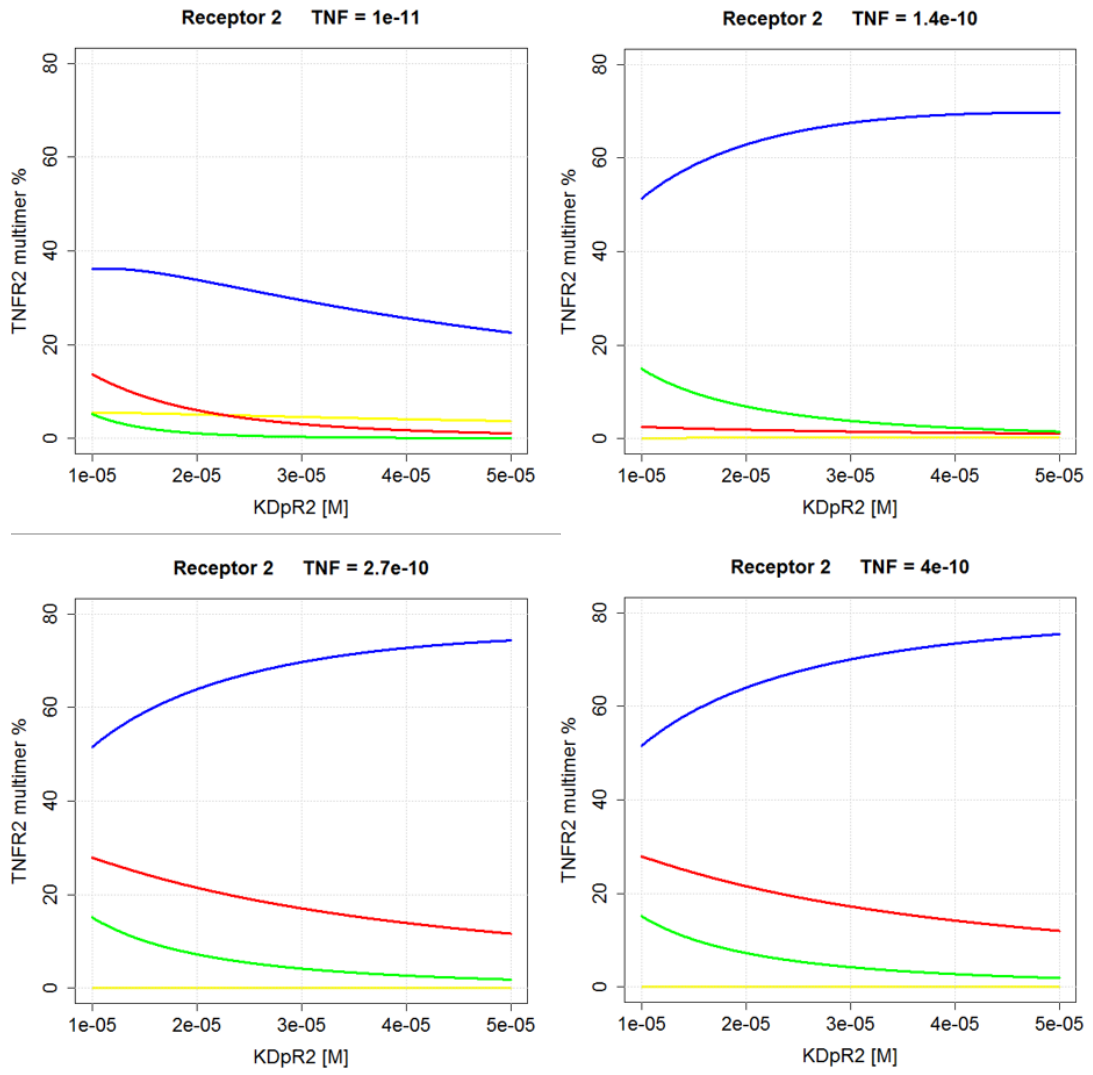 Receptor 2 TNF = 1e-11
TNFR2 multimer %
80
60
40
20
0
1e-05 2e-05 3e-05 4e-05 5e-05
KDpR2 [M]
Receptor 2 TNF = 1.4e-10
TNFR2 multimer %
80
60
40
20
0
1e-05 2e-05 3e-05 4e-05 5e-05
KDpR2 [M]
Receptor 2 TNF = 2.7e-10
TNFR2 multimer %
80
60
40
20
0
1e-05 2e-05 3e-05 4e-05 5e-05
KDpR2 [M]
Receptor 2 TNF = 4e-10
TNFR2 multimer %
80
60
40
20
0
1e-05 2e-05 3e-05 4e-05 5e-05
KDpR2 [M]